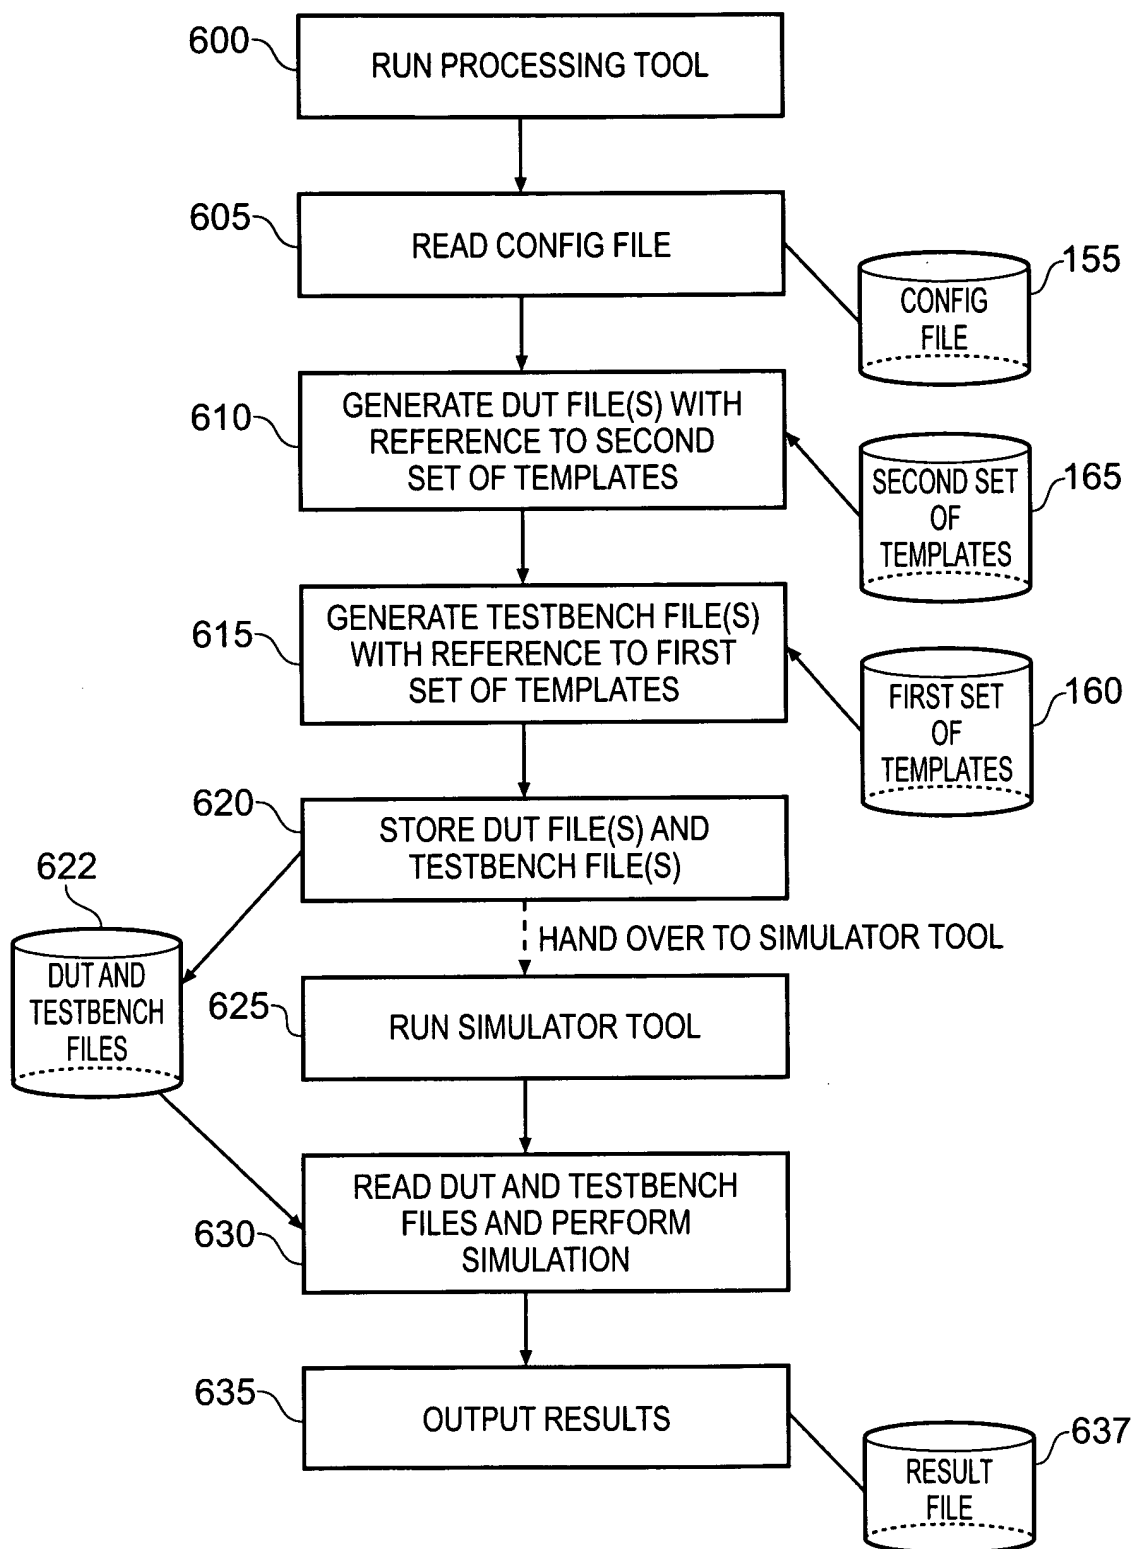 600
RUN PROCESSING TOOL
605
READ CONFIG FILE
155
CONFIG
FILE
610
GENERATE DUT FILE(S) WITH
REFERENCE TO SECOND
SET OF TEMPLATES
165
SECOND SET
OF
TEMPLATES
615
GENERATE TESTBENCH FILE(S)
WITH REFERENCE TO FIRST
SET OF TEMPLATES
160
FIRST SET
OF
TEMPLATES
620
STORE DUT FILE(S) AND
TESTBENCH FILE(S)
622
DUT AND
TESTBENCH
FILES
HAND OVER TO SIMULATOR TOOL
625
RUN SIMULATOR TOOL
630
READ DUT AND TESTBENCH
FILES AND PERFORM
SIMULATION
635
OUTPUT RESULTS
637
RESULT
FILE